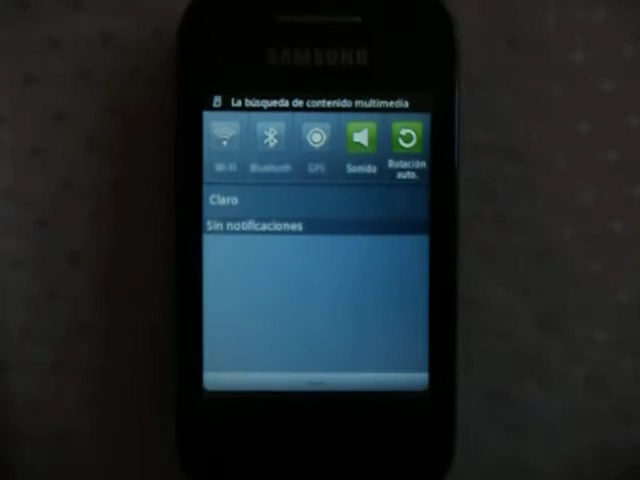 SAMSUNG
La búsqueda de contenido multimedia
Wi-Fi Bluetooth GPS Sonido Rotación auto.
Claro
Sin notificaciones